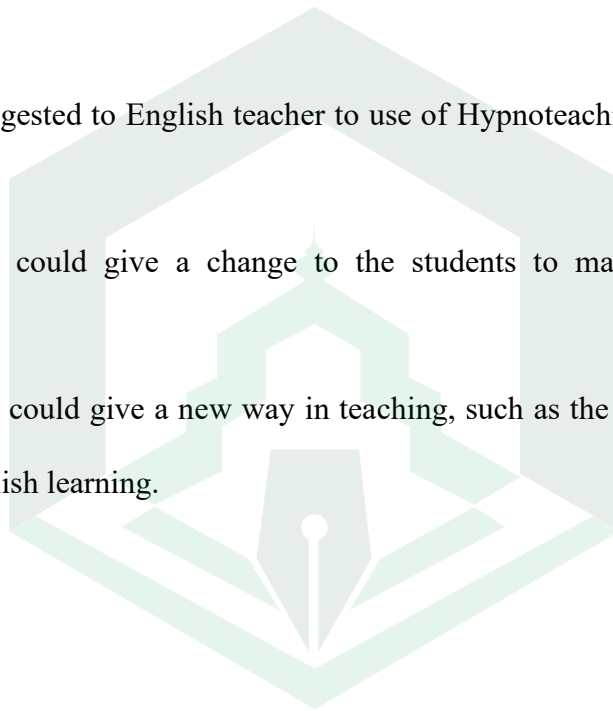 gested to English teacher to use of Hypnoteach
could give a change to the students to ma
could give a new way in teaching, such as the
lish learning.